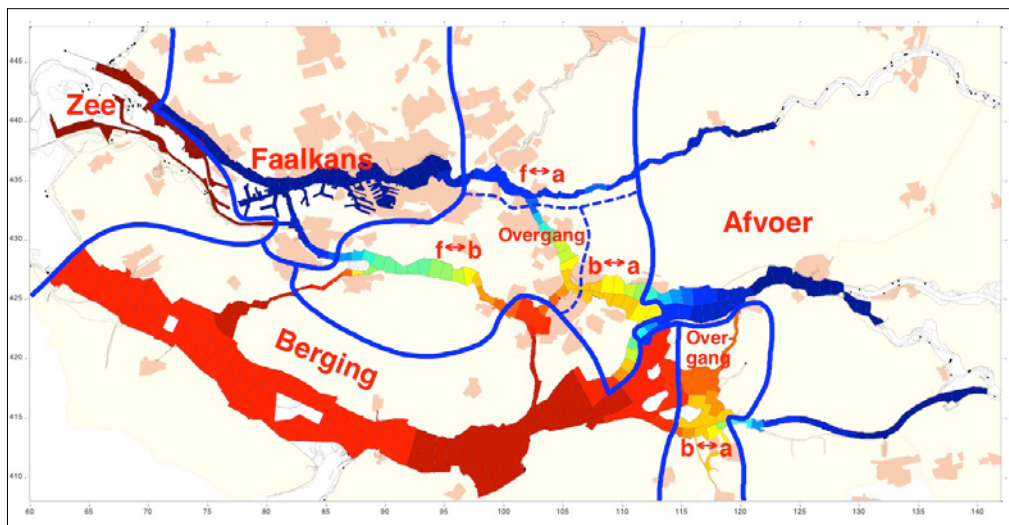 Zee
Faalkans
f↔a
Overgang
Afvoer
f↔b
b↔a
Berging
Over-
gang
b↔a
440
435
430
425
420
415
410
60 65 70 75 80 85 90 95 100 105 110 115 120 125 130 135 140
445